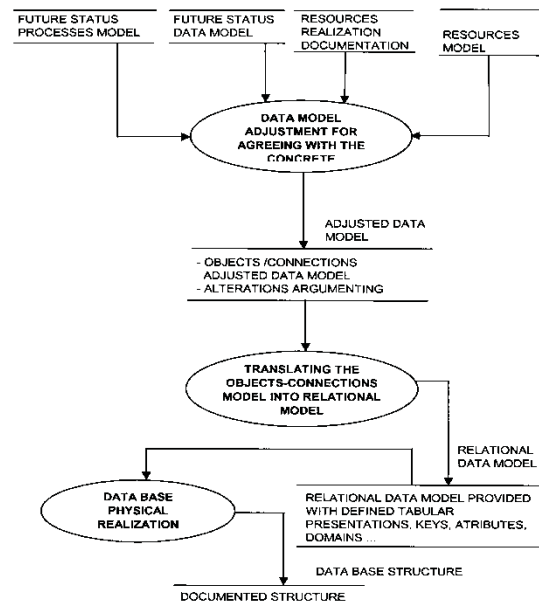 FUTURE STATUS
PROCESSES MODEL
FUTURE STATUS
DATA MODEL
RESOURCES
REALIZATION
DOCUMENTATION
RESOURCES
MODEL
DATA MODEL
ADJUSTMENT FOR
AGREEING WITH THE
CONCRETE
ADJUSTED DATA
MODEL
- OBJECTS /CONNECTIONS
ADJUSTED DATA MODEL
- ALTERATIONS ARGUMENTING
TRANSLATING THE
OBJECTS-CONNECTIONS
MODEL INTO RELATIONAL
MODEL
RELATIONAL
DATA MODEL
DATA BASE
PHYSICAL
REALIZATION
RELATIONAL DATA MODEL PROVIDED
WITH DEFINED TABULAR
PRESENTATIONS, KEYS, ATRIBUTES,
DOMAINS ...
DATA BASE STRUCTURE
DOCUMENTED STRUCTURE